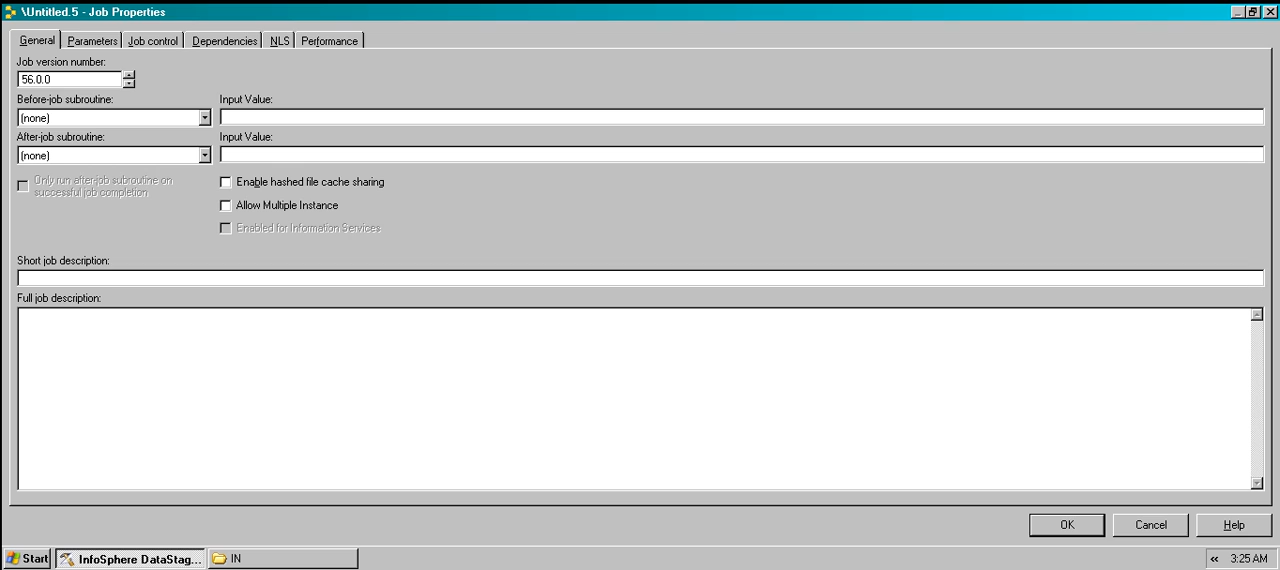 \Untitled.5 - Job Properties
General Parameters Job control Dependencies NLS Performance
Job version number:
56.0.0
Before-job subroutine: Input Value:
(none)
After-job subroutine: Input Value:
(none)
Only run after-job subroutine on
successful job completion
Enable hashed file cache sharing
Allow Multiple Instance
Enabled for Information Services
Short job description:
Full job description:
OK Cancel Help
Start InfoSphere DataStag... IN « 3:25 AM